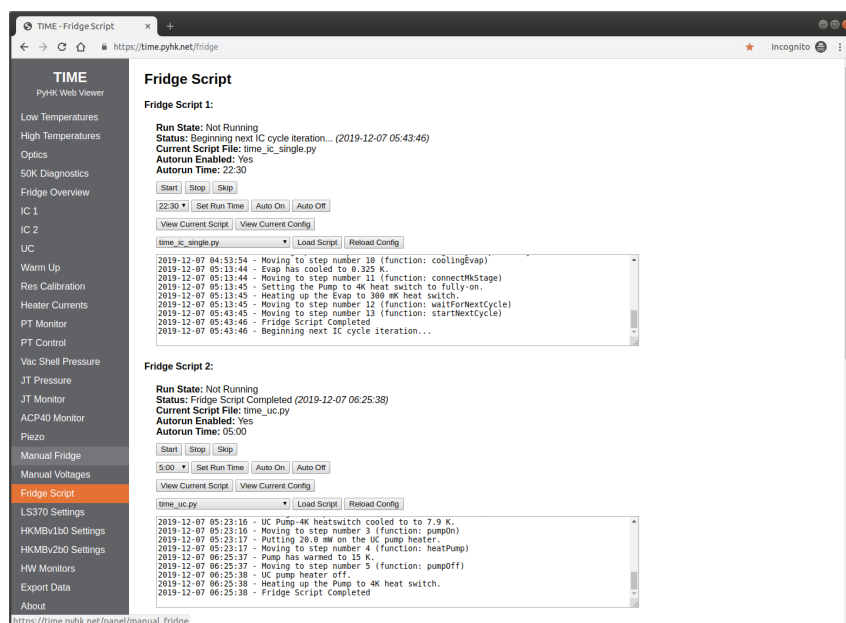 TIME - Fridge Script
https://time.pyhk.net/fridge
Incognito
TIME
PyHK Web Viewer
Low Temperatures
High Temperatures
Optics
50K Diagnostics
Fridge Overview
IC 1
IC 2
UC
Warm Up
Res Calibration
Heater Currents
PT Monitor
PT Control
Vac Shell Pressure
JT Pressure
JT Monitor
ACP40 Monitor
Piezo
Manual Fridge
Manual Voltages
Fridge Script
LS370 Settings
HKMBv1b0 Settings
HKMBv2b0 Settings
HW Monitors
Export Data
About
https://time.pyhk.net/panel/manual_fridge
Fridge Script
Fridge Script 1:
Run State: Not Running
Status: Beginning next IC cycle iteration... (2019-12-07 05:43:46)
Current Script File: time_ic_single.py
Autorun Enabled: Yes
Autorun Time: 22:30
Start Stop Skip
22:30 Set Run Time Auto On Auto Off
View Current Script View Current Config
time_ic_single.py Load Script Reload Config
2019-12-07 04:53:54 - Moving to step number 10 (function: coolingEvap)
2019-12-07 05:13:44 - Evap has cooled to 0.325 K.
2019-12-07 05:13:44 - Moving to step number 11 (function: connectMkStage)
2019-12-07 05:13:45 - Setting the Pump to 4K heat switch to fully-on.
2019-12-07 05:13:45 - Heating up the Evap to 300 mK heat switch.
2019-12-07 05:13:45 - Moving to step number 12 (function: waitForNextCycle)
2019-12-07 05:43:45 - Moving to step number 13 (function: startNextCycle)
2019-12-07 05:43:46 - Fridge Script Completed
2019-12-07 05:43:46 - Beginning next IC cycle iteration...
Fridge Script 2:
Run State: Not Running
Status: Fridge Script Completed (2019-12-07 06:25:38)
Current Script File: time_uc.py
Autorun Enabled: Yes
Autorun Time: 05:00
Start Stop Skip
5:00 Set Run Time Auto On Auto Off
View Current Script View Current Config
time_uc.py Load Script Reload Config
2019-12-07 05:23:16 - UC Pump-4K heatswitch cooled to to 7.9 K.
2019-12-07 05:23:16 - Moving to step number 3 (function: pumpOn)
2019-12-07 05:23:17 - Putting 20.0 mW on the UC pump heater.
2019-12-07 05:23:17 - Moving to step number 4 (function: heatPump)
2019-12-07 06:25:37 - Pump has warmed to 15 K.
2019-12-07 06:25:37 - Moving to step number 5 (function: pumpOff)
2019-12-07 06:25:38 - UC pump heater off.
2019-12-07 06:25:38 - Heating up the Pump to 4K heat switch.
2019-12-07 06:25:38 - Fridge Script Completed